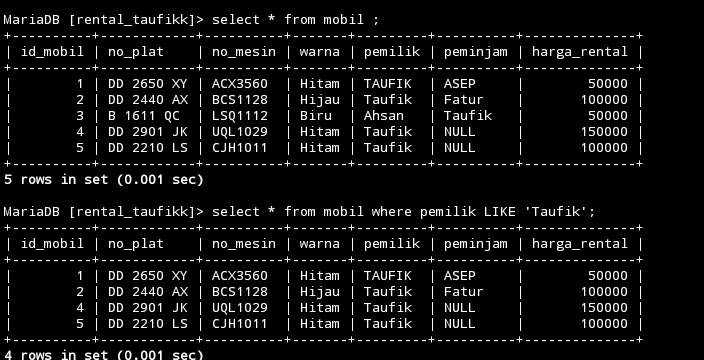 MariaDB [rental_taufikk]> select * from mobil ;
+----------+------------+----------+-------+---------+----------+--------------+
| id_mobil | no_plat    | no_mesin | warna | pemilik | peminjam | harga_rental |
+----------+------------+----------+-------+---------+----------+--------------+
|        1 | DD 2650 XY | ACX3560  | Hitam | TAUFIK  | ASEP     |        50000 |
|        2 | DD 2440 AX | BCS1128  | Hijau | Taufik  | Fatur    |       100000 |
|        3 | B 1611 QC  | LSQ1112  | Biru  | Ahsan   | Taufik   |        50000 |
|        4 | DD 2901 JK | UQL1029  | Hitam | Taufik  | NULL     |       150000 |
|        5 | DD 2210 LS | CJH1011  | Hitam | Taufik  | NULL     |       100000 |
+----------+------------+----------+-------+---------+----------+--------------+
5 rows in set (0.001 sec)
MariaDB [rental_taufikk]> select * from mobil where pemilik LIKE 'Taufik';
+----------+------------+----------+-------+---------+----------+--------------+
| id_mobil | no_plat    | no_mesin | warna | pemilik | peminjam | harga_rental |
+----------+------------+----------+-------+---------+----------+--------------+
|        1 | DD 2650 XY | ACX3560  | Hitam | TAUFIK  | ASEP     |        50000 |
|        2 | DD 2440 AX | BCS1128  | Hijau | Taufik  | Fatur    |       100000 |
|        4 | DD 2901 JK | UQL1029  | Hitam | Taufik  | NULL     |       150000 |
|        5 | DD 2210 LS | CJH1011  | Hitam | Taufik  | NULL     |       100000 |
+----------+------------+----------+-------+---------+----------+--------------+
4 rows in set (0.001 sec)